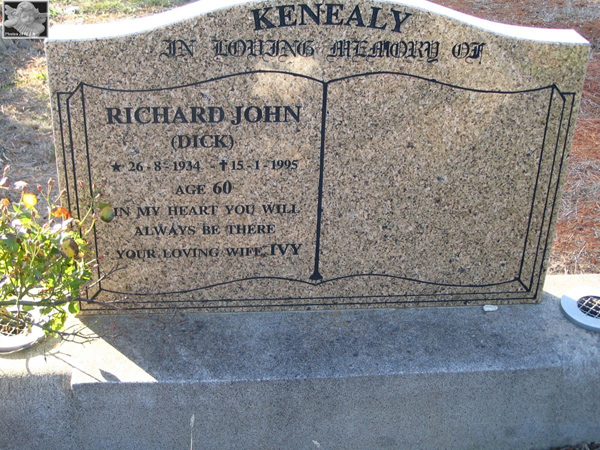 KENEALY
IN LOVING MEMORY OF
RICHARD JOHN
(DICK)
★ 26-8-1934 - ✝ 15-1-1995
AGE 60
IN MY HEART YOU WILL
ALWAYS BE THERE
YOUR LOVING WIFE, IVY